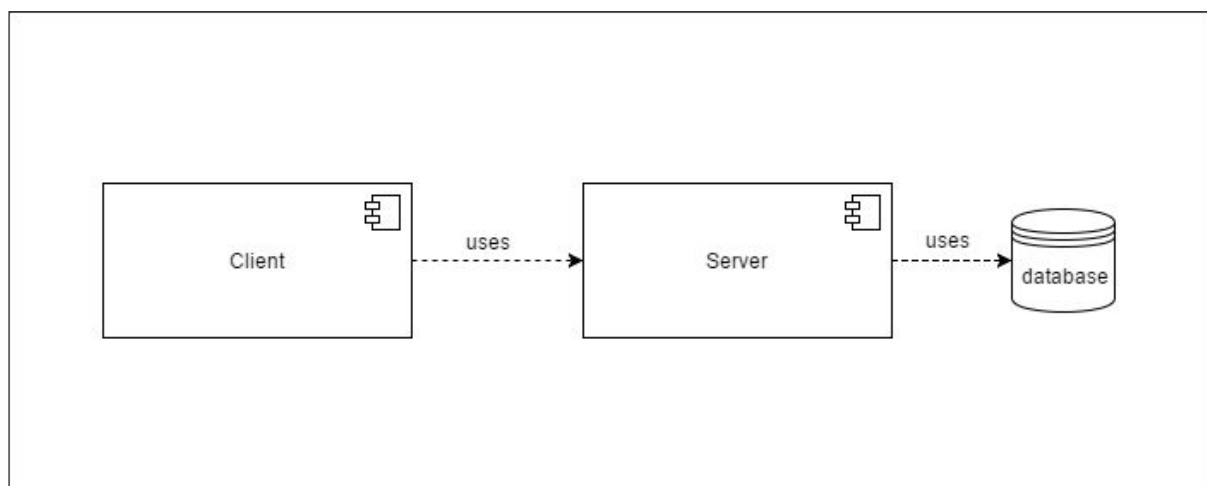 Client
uses
Server
uses
database